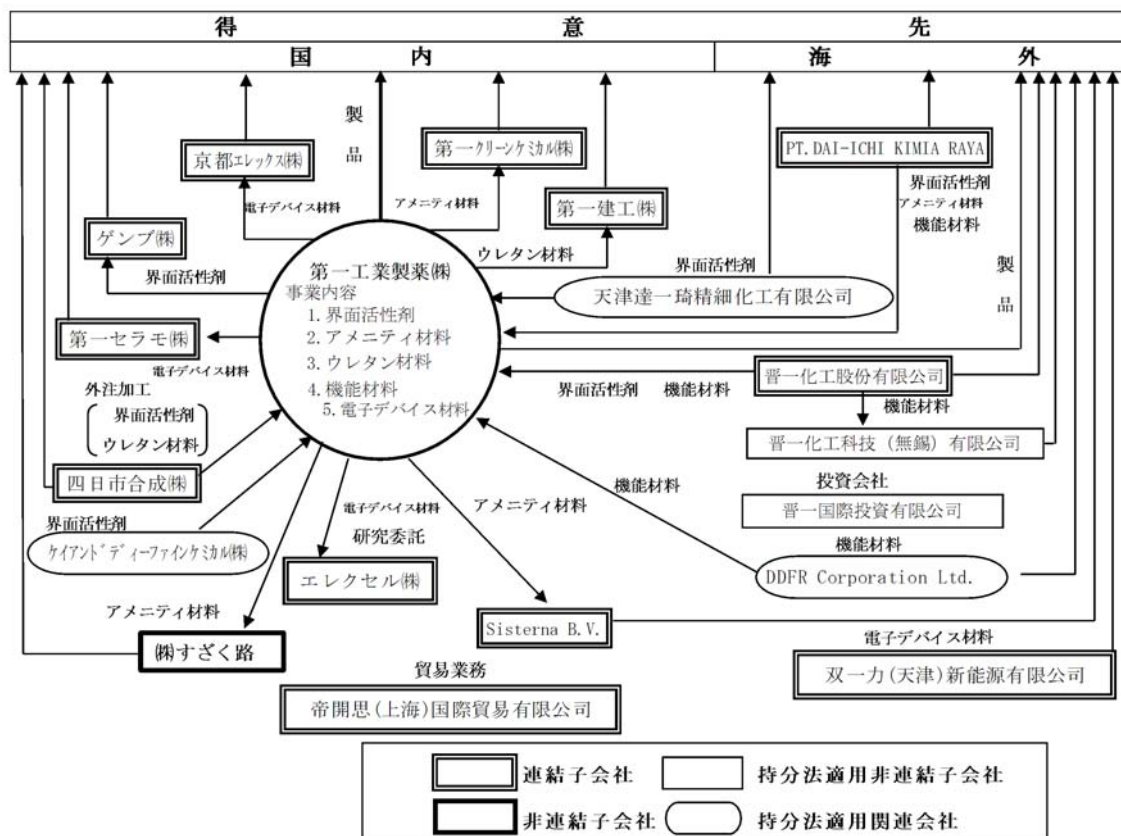 得意先
国内
海外
製品
京都エレックス㈱
第一クリーンケミカル㈱
PT.DAI-ICHI KIMIA RAYA
界面活性剤
アメニティ材料
機能材料
電子デバイス材料
アメニティ材料
第一建工㈱
ゲンブ㈱
ウレタン材料
界面活性剤
第一工業製薬㈱
事業内容
1. 界面活性剤
2. アメニティ材料
3. ウレタン材料
4. 機能材料
5. 電子デバイス材料
界面活性剤
天津達一琦精細化工有限公司
製品
第一セラモ㈱
電子デバイス材料
外注加工
界面活性剤
ウレタン材料
四日市合成㈱
界面活性剤
機能材料
晋一化工股份有限公司
機能材料
晋一化工科技（無錫）有限公司
投資会社
晋一国際投資有限公司
界面活性剤
ケイアンドディーファインケミカル㈱
電子デバイス材料
研究委託
エレクセル㈱
アメニティ材料
機能材料
機能材料
DDFR Corporation Ltd.
アメニティ材料
㈱すざく路
Sisterna B.V.
電子デバイス材料
双一力(天津)新能源有限公司
貿易業務
帝開思(上海)国際貿易有限公司
連結子会社
持分法適用非連結子会社
非連結子会社
持分法適用関連会社